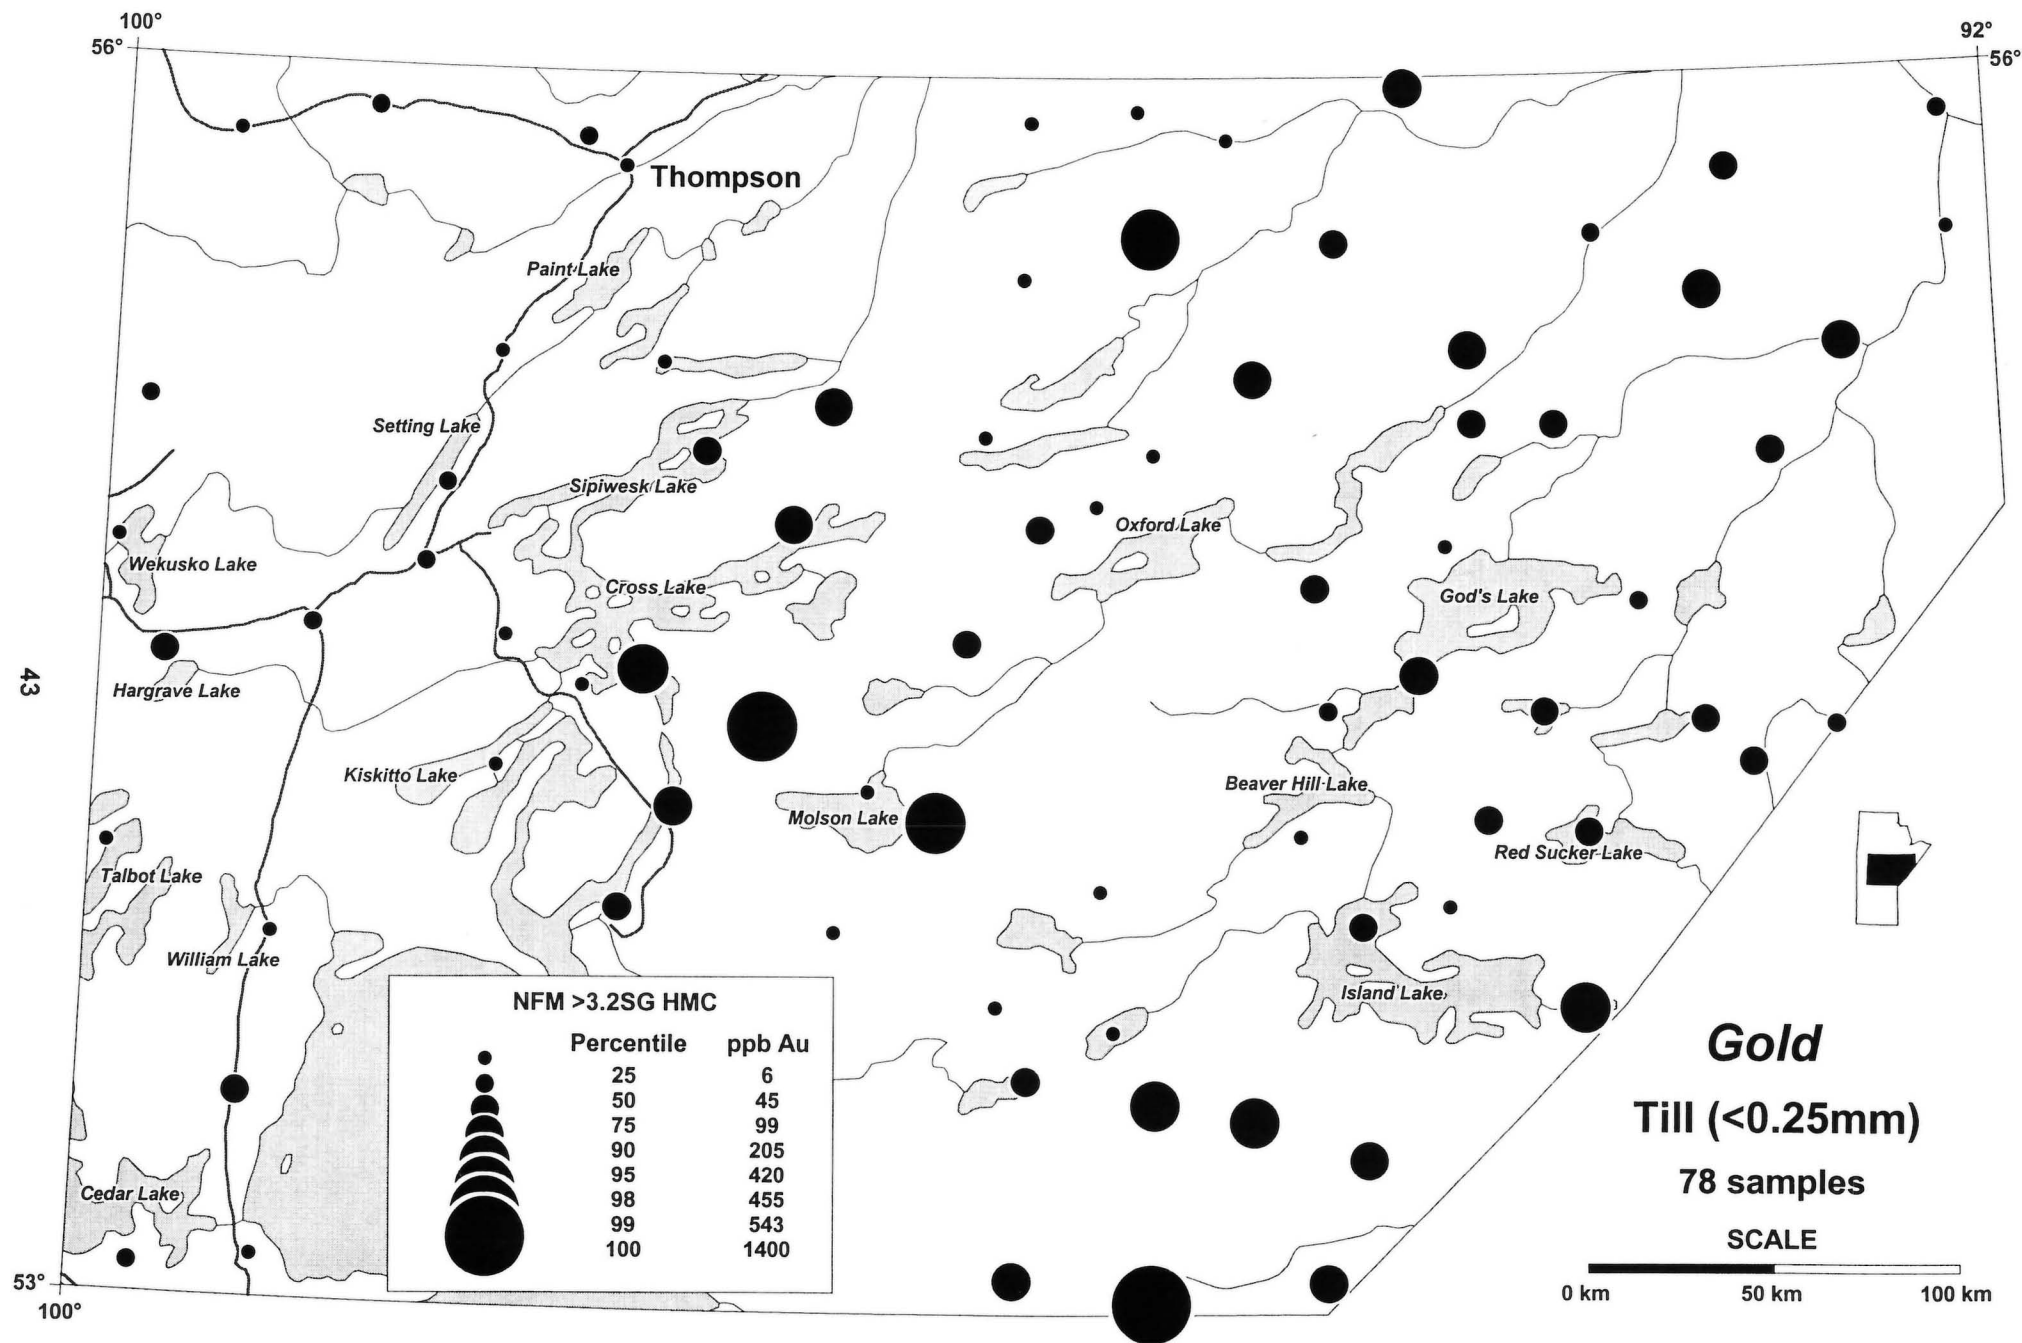 100°
92°
56°
56°
Thompson
Paint Lake
Setting Lake
Sipiwesk Lake
Oxford Lake
Wekusko Lake
Cross Lake
God's Lake
43
Hargrave Lake
Kiskitto Lake
Beaver Hill Lake
Molson Lake
Red Sucker Lake
Talbot Lake
William Lake
Island Lake
NFM >3.2SG HMC
Percentile ppb Au
25 6
50 45
75 99
90 205
95 420
98 455
99 543
100 1400
Gold
Till (<0.25mm)
78 samples
Cedar Lake
SCALE
0 km 50 km 100 km
53°
100°